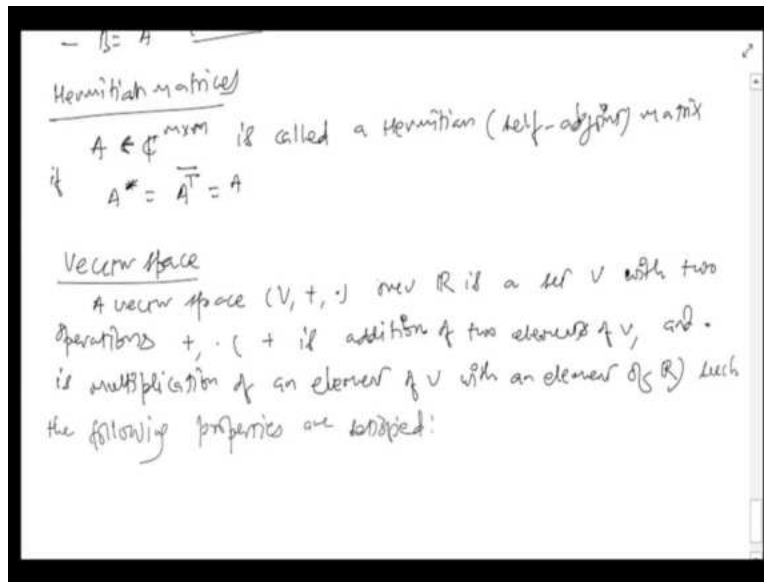 - B = A
Hermitian matrices
A ∈ ℂ^{m×m} is called a Hermitian (self-adjoint) matrix
if A* = \overline{A^T} = A
Vector space
A vector space (V, +, ·) over ℝ is a set V with two
operations +, · ( + is addition of two elements of V, and ·
is multiplication of an element of V with an element of ℝ) such
the following properties are satisfied: